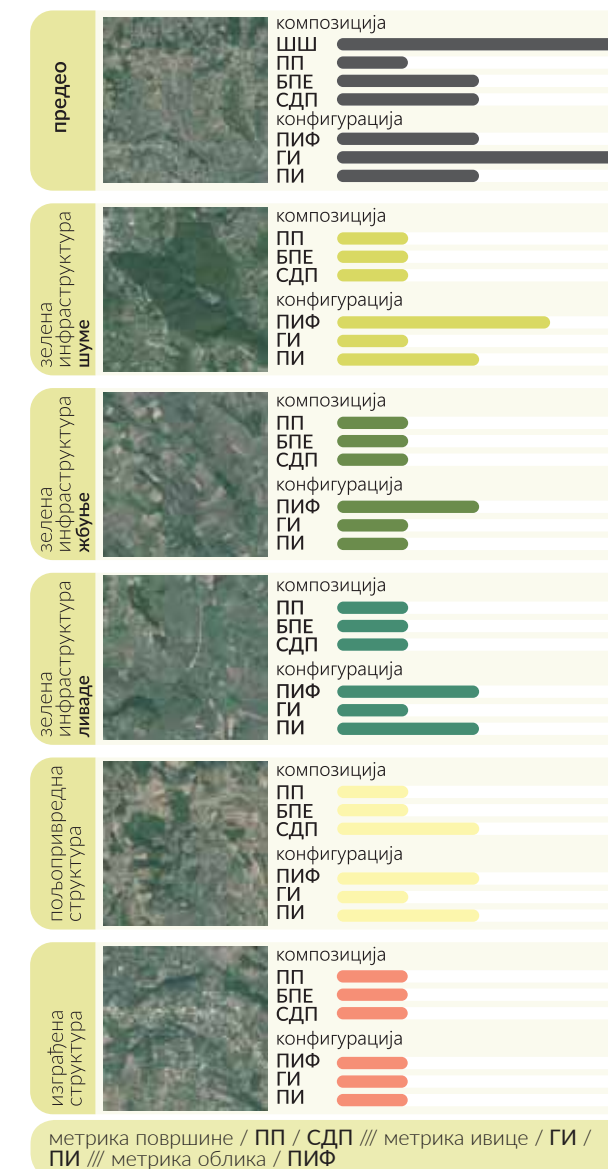 предео
композиција
ШШ
ПП
БПЕ
СДП
конфигурација
ПИФ
ГИ
ПИ
зелена
инфраструктура
шуме
композиција
ПП
БПЕ
СДП
конфигурација
ПИФ
ГИ
ПИ
зелена
инфраструктура
жбуње
композиција
ПП
БПЕ
СДП
конфигурација
ПИФ
ГИ
ПИ
зелена
инфраструктура
ливаде
композиција
ПП
БПЕ
СДП
конфигурација
ПИФ
ГИ
ПИ
пољопривредна
структура
композиција
ПП
БПЕ
СДП
конфигурација
ПИФ
ГИ
ПИ
изграђена
структура
композиција
ПП
БПЕ
СДП
конфигурација
ПИФ
ГИ
ПИ
метрика површине / ПП / СДП /// метрика ивице / ГИ /
ПИ /// метрика облика / ПИФ